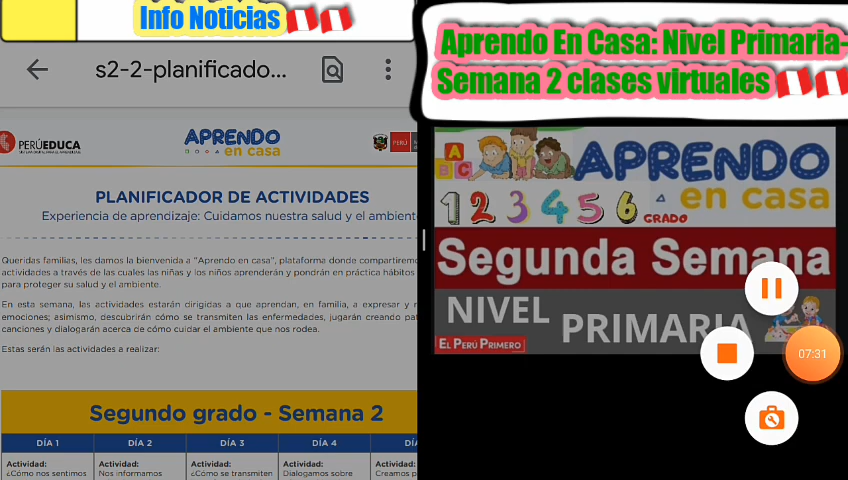 Info Noticias
s2-2-planificado...
PERÚEDUCA
APRENDO
en casa
PERÚ
PLANIFICADOR DE ACTIVIDADES
Experiencia de aprendizaje: Cuidamos nuestra salud y el ambient
Queridas familias, les damos la bienvenida a "Aprendo en casa", plataforma donde compartiremo
actividades a través de las cuales las niñas y los niños aprenderán y pondrán en práctica hábitos
para proteger su salud y el ambiente.
En esta semana, las actividades estarán dirigidas a que aprendan, en familia, a expresar y r
emociones; asimismo, descubrirán cómo se transmiten las enfermedades, jugarán creando pat
canciones y dialogarán acerca de cómo cuidar el ambiente que nos rodea.
Estas serán las actividades a realizar:
Segundo grado - Semana 2
DÍA 1 DÍA 2 DÍA 3 DÍA 4 DÍA
Actividad: Actividad: Actividad: Actividad: Actividad:
¿Cómo nos sentimos Nos informamos ¿Cómo se transmiten Dialogamos sobre Creamos p
Aprendo En Casa: Nivel Primaria-
Semana 2 clases virtuales
A
B C
APRENDO
en casa
1 2 3 4 5 6 GRADO
Segunda Semana
NIVEL
PRIMARIA
EL PERÚ PRIMERO
07:31